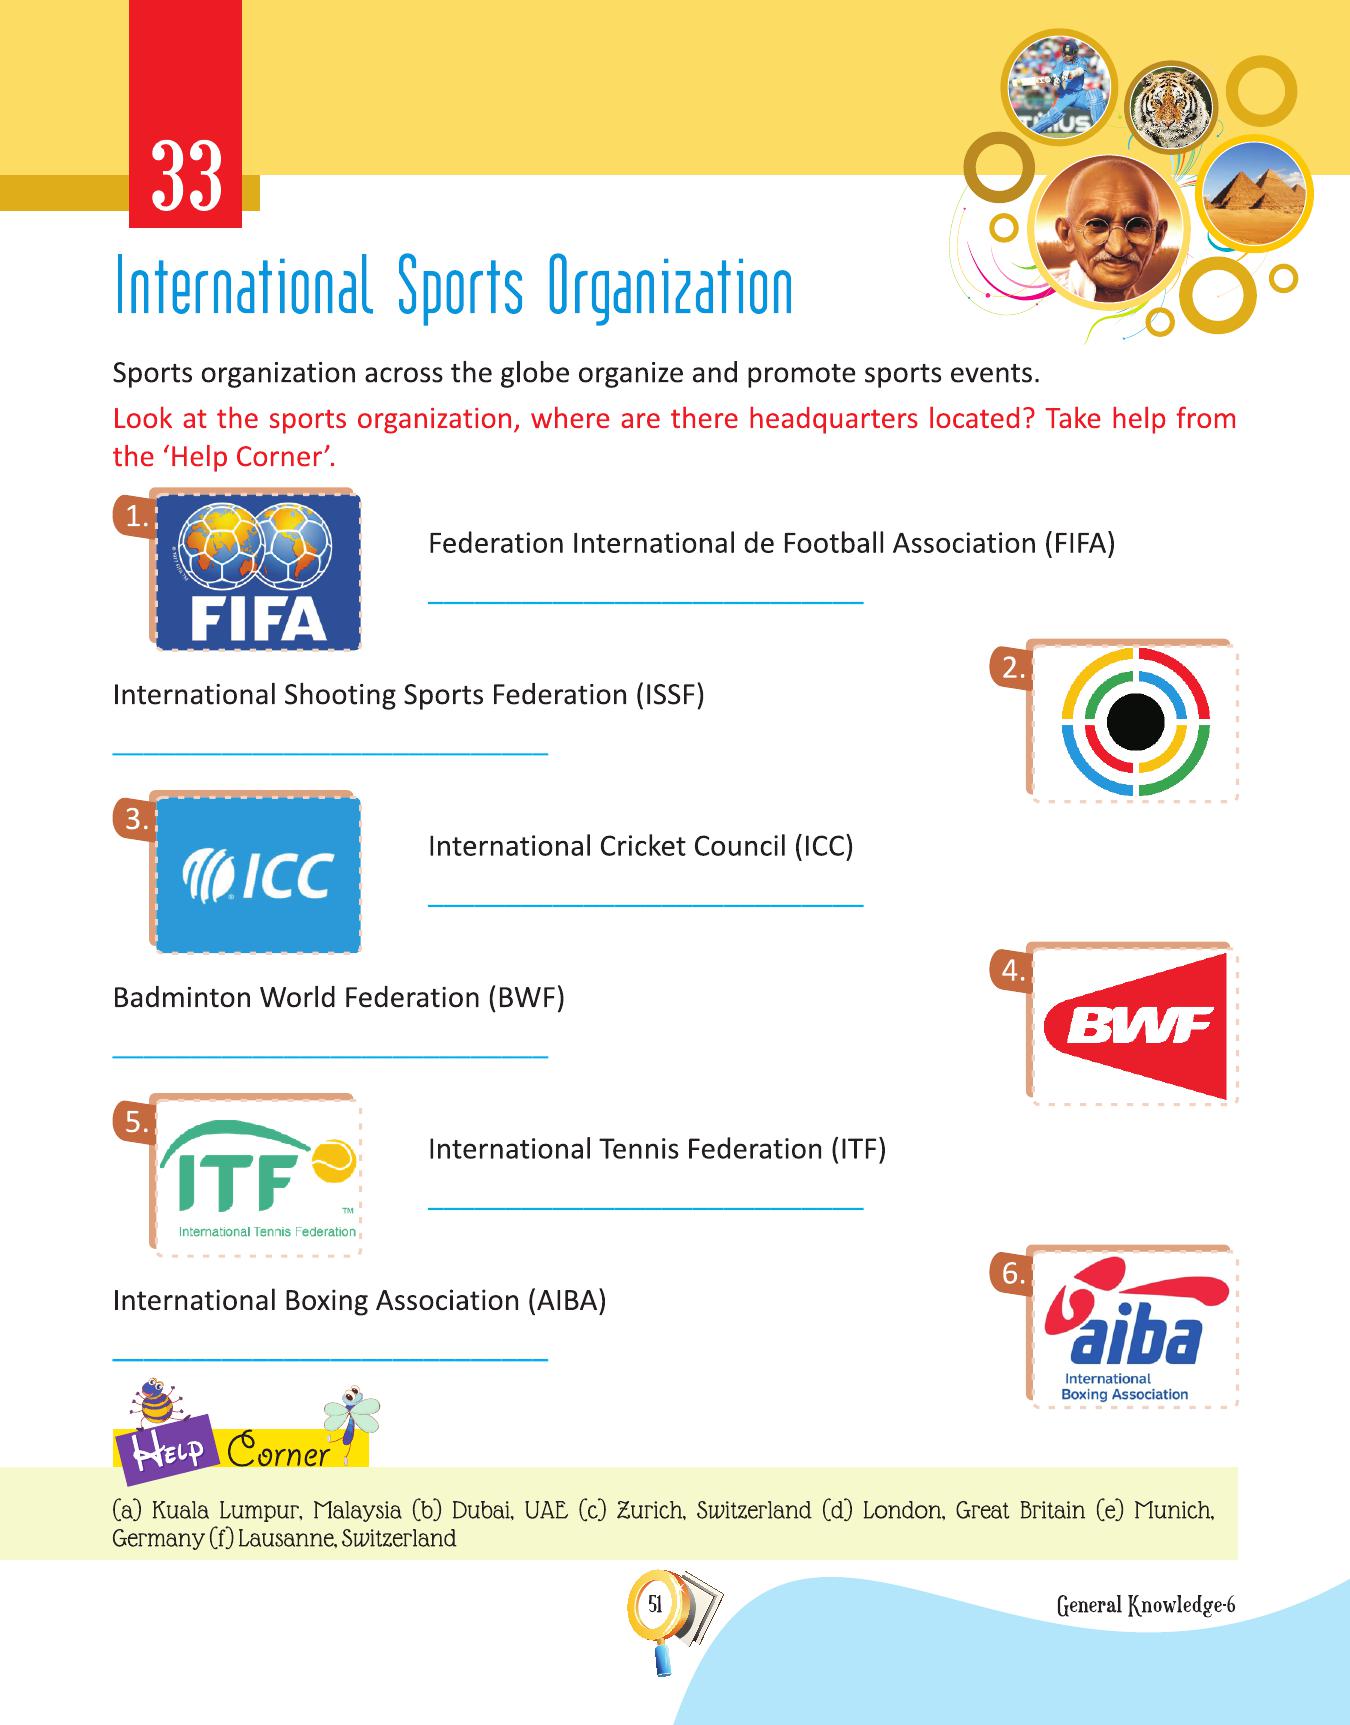 33
International Sports Organization
Sports organization across the globe organize and promote sports events.
Look at the sports organization, where are there headquarters located? Take help from
the ‘Help Corner’.
1.
FIFA
Federation International de Football Association (FIFA)
2.
International Shooting Sports Federation (ISSF)
3.
ICC
International Cricket Council (ICC)
4.
BWF
Badminton World Federation (BWF)
5.
ITF
TM
International Tennis Federation
International Tennis Federation (ITF)
6.
aiba
International
Boxing Association
International Boxing Association (AIBA)
Help Corner
(a) Kuala Lumpur, Malaysia (b) Dubai, UAE (c) Zurich, Switzerland (d) London, Great Britain (e) Munich,
Germany (f) Lausanne, Switzerland
51
General Knowledge-6